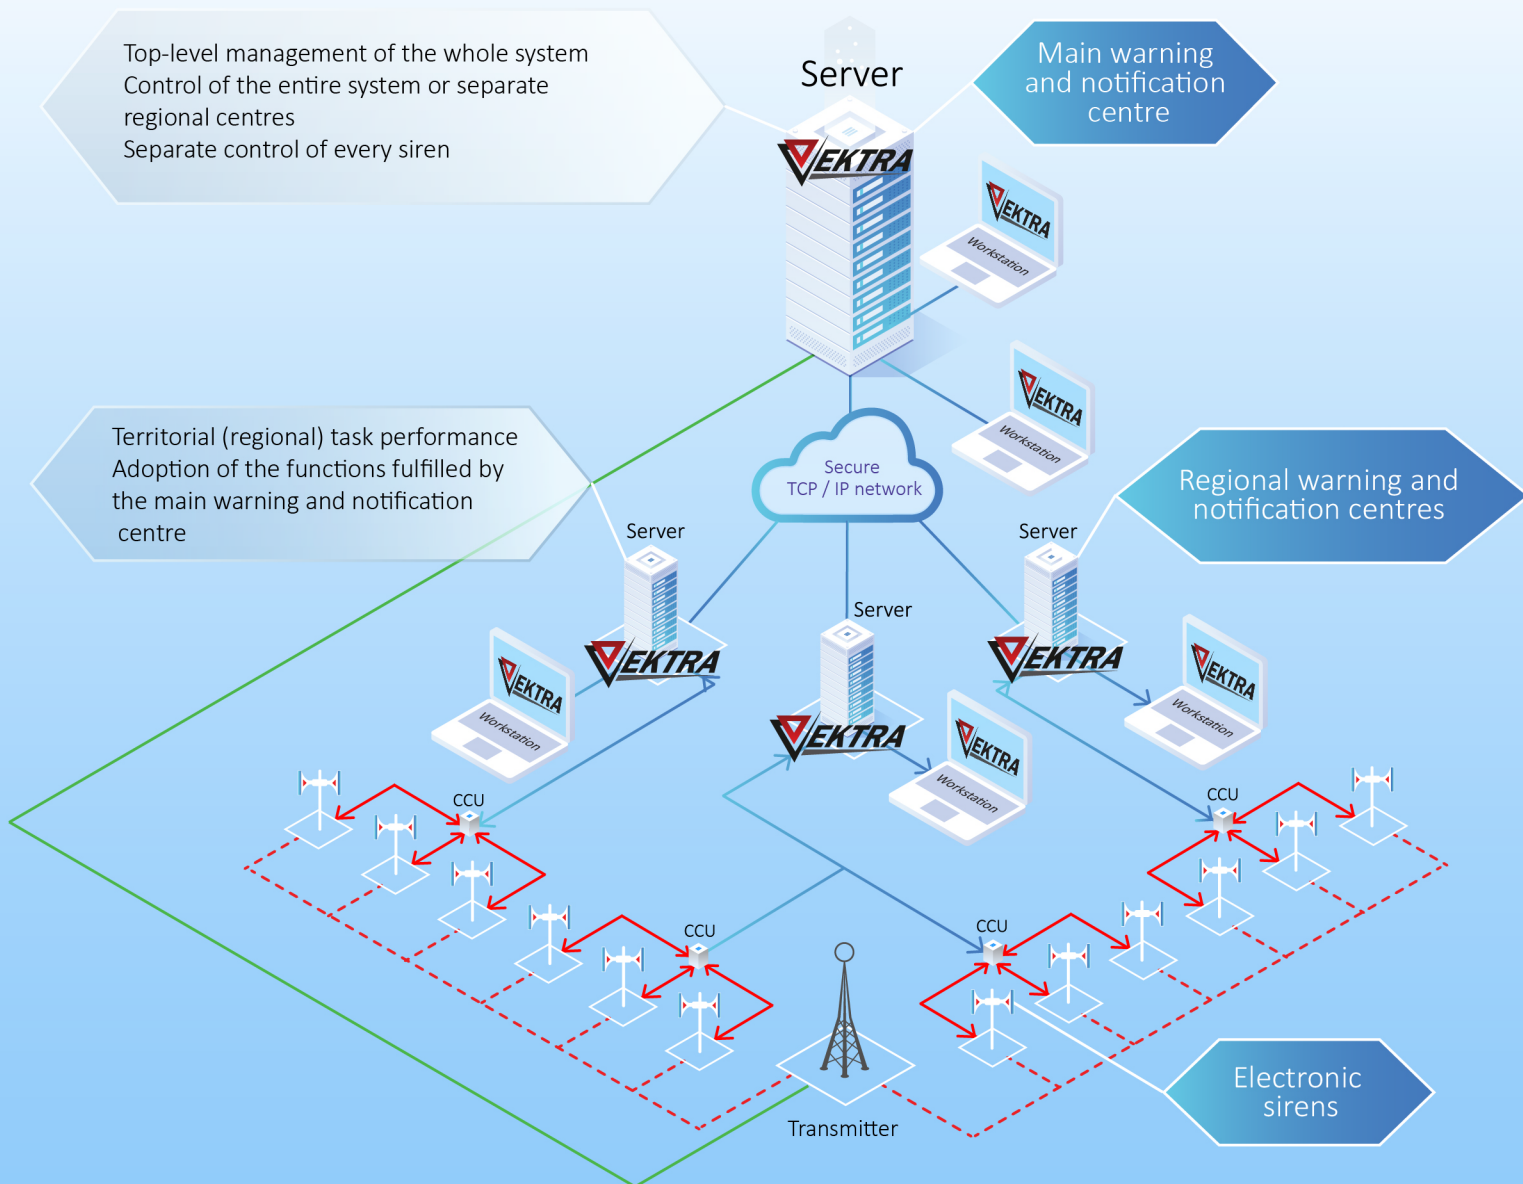 Top-level management of the whole system
Control of the entire system or separate
regional centres
Separate control of every siren
Server
Main warning
and notification
centre
VEKTRA
VEKTRA
Workstation
VEKTRA
Workstation
Territorial (regional) task performance
Adoption of the functions fulfilled by
the main warning and notification
centre
Secure
TCP / IP network
Regional warning and
notification centres
Server
Server
Server
VEKTRA
VEKTRA
VEKTRA
VEKTRA
Workstation
VEKTRA
Workstation
VEKTRA
Workstation
CCU
CCU
CCU
CCU
Transmitter
Electronic
sirens